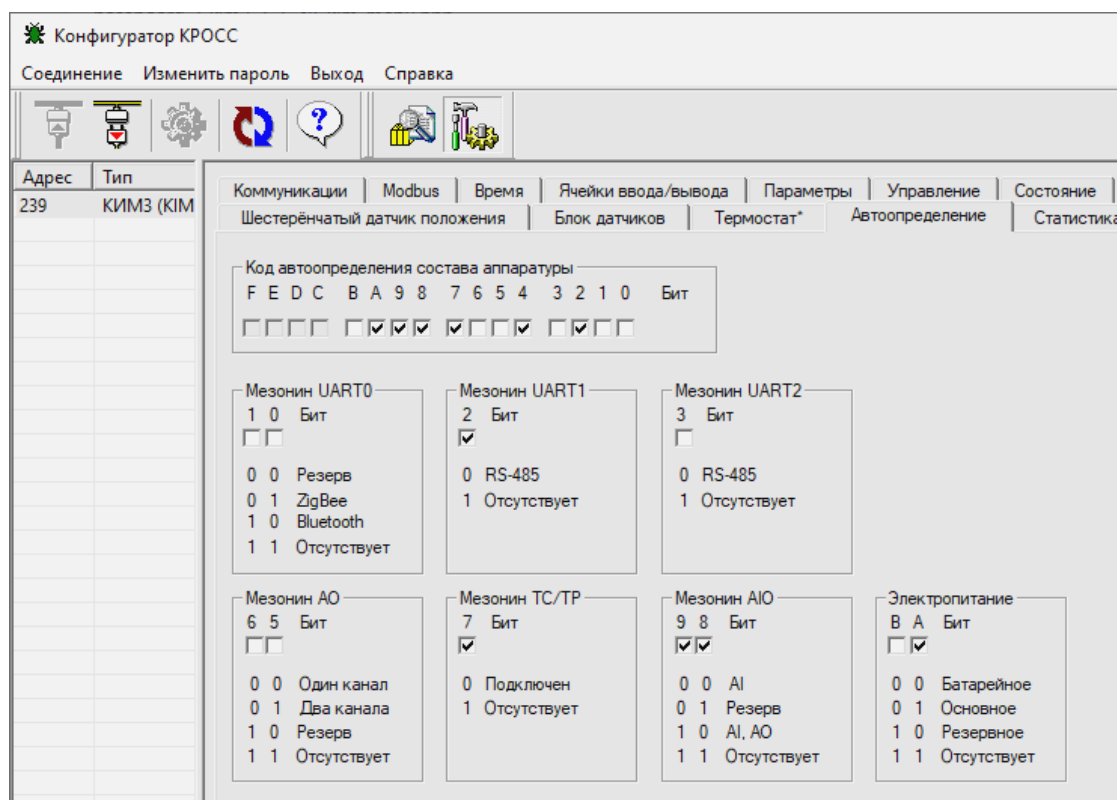 Конфигуратор КРОСС
Соединение Изменить пароль Выход Справка
Адрес Тип
239 КИМ3 (KIM
Коммуникации Modbus Время Ячейки ввода/вывода Параметры Управление Состояние
Шестерёнчатый датчик положения Блок датчиков Термостат* Автоопределение Статистика
Код автоопределения состава аппаратуры
F E D C B A 9 8 7 6 5 4 3 2 1 0 Бит
Мезонин UART0
1 0 Бит
0 0 Резерв
0 1 ZigBee
1 0 Bluetooth
1 1 Отсутствует
Мезонин UART1
2 Бит
0 RS-485
1 Отсутствует
Мезонин UART2
3 Бит
0 RS-485
1 Отсутствует
Мезонин AO
6 5 Бит
0 0 Один канал
0 1 Два канала
1 0 Резерв
1 1 Отсутствует
Мезонин ТС/ТР
7 Бит
0 Подключен
1 Отсутствует
Мезонин AIO
9 8 Бит
0 0 AI
0 1 Резерв
1 0 AI, AO
1 1 Отсутствует
Электропитание
B A Бит
0 0 Батарейное
0 1 Основное
1 0 Резервное
1 1 Отсутствует